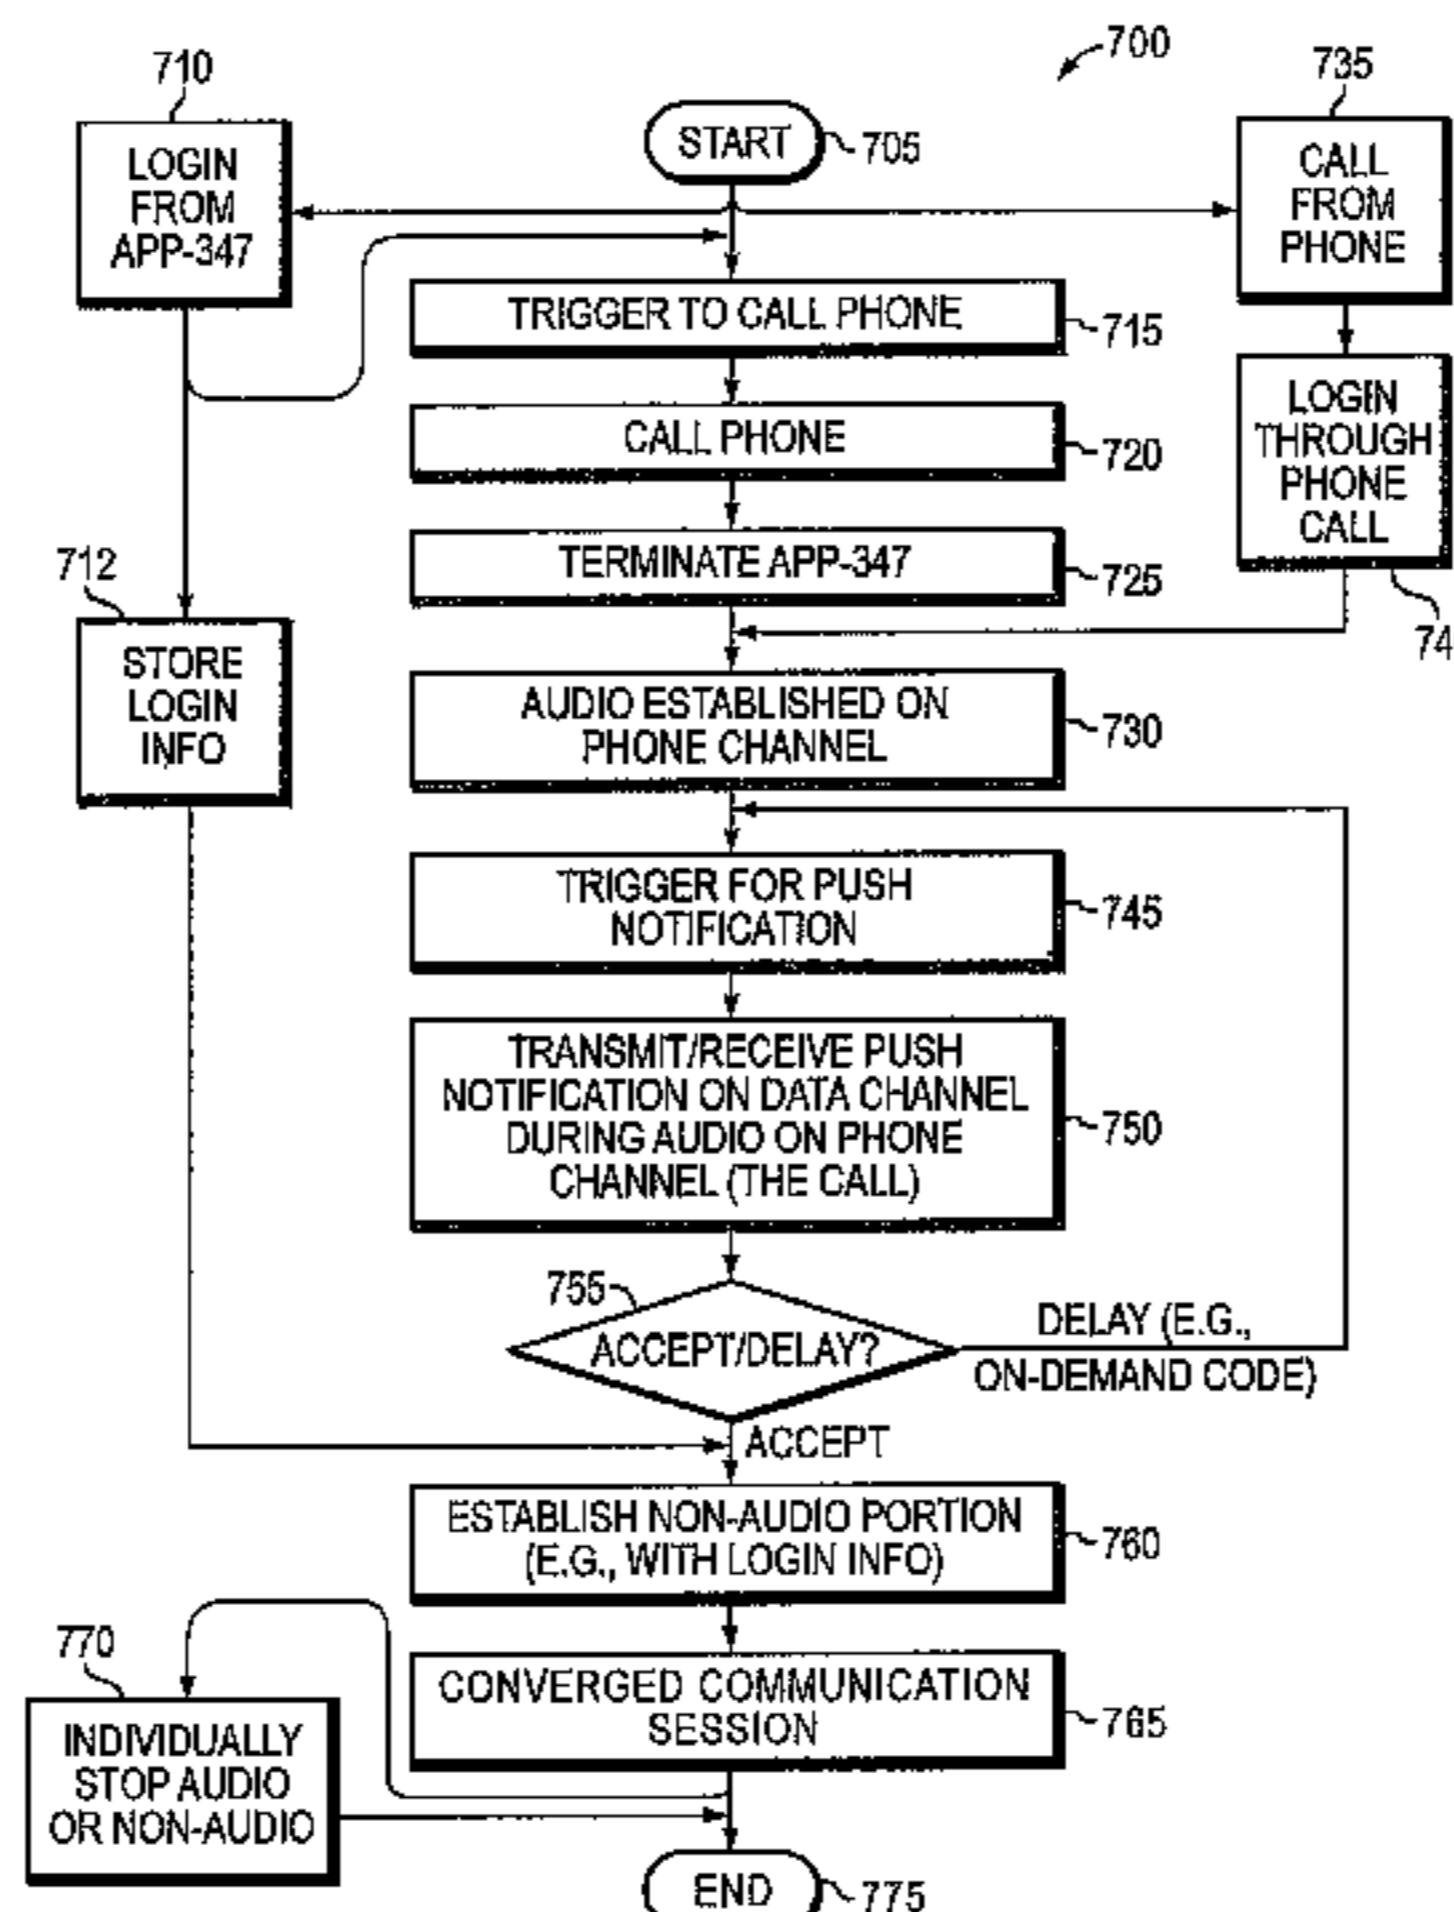 700
710
735
START
705
LOGIN
FROM
APP-347
CALL
FROM
PHONE
TRIGGER TO CALL PHONE
715
CALL PHONE
720
LOGIN
THROUGH
PHONE
CALL
TERMINATE APP-347
725
712
74
STORE
LOGIN
INFO
AUDIO ESTABLISHED ON
PHONE CHANNEL
730
TRIGGER FOR PUSH
NOTIFICATION
745
TRANSMIT/RECEIVE PUSH
NOTIFICATION ON DATA CHANNEL
DURING AUDIO ON PHONE
CHANNEL (THE CALL)
750
755
ACCEPT/DELAY?
DELAY (E.G.,
ON-DEMAND CODE)
ACCEPT
ESTABLISH NON-AUDIO PORTION
(E.G., WITH LOGIN INFO)
760
770
CONVERGED COMMUNICATION
SESSION
765
INDIVIDUALLY
STOP AUDIO
OR NON-AUDIO
END
775